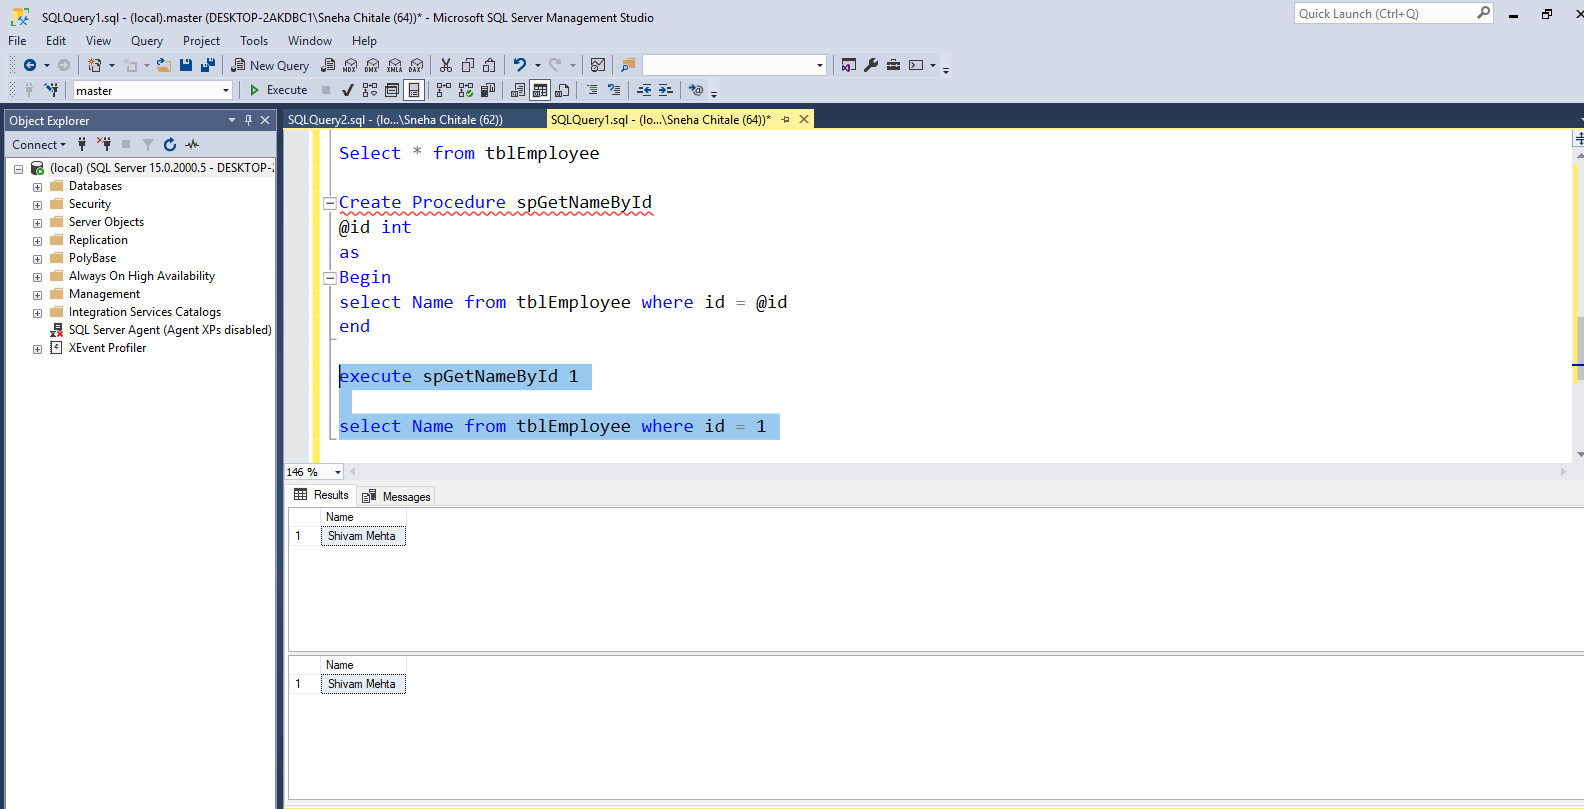 SQLQuery1.sql - (local).master (DESKTOP-2AKDBC1\Sneha Chitale (64))* - Microsoft SQL Server Management Studio
Quick Launch (Ctrl+Q)
File Edit View Query Project Tools Window Help
New Query MDX DMX XMLA DAX
master Execute
Object Explorer
SQLQuery2.sql - (lo...\Sneha Chitale (62)) SQLQuery1.sql - (lo...\Sneha Chitale (64))*
Connect
(local) (SQL Server 15.0.2000.5 - DESKTOP-2
Databases
Security
Server Objects
Replication
PolyBase
Always On High Availability
Management
Integration Services Catalogs
SQL Server Agent (Agent XPs disabled)
XEvent Profiler
Select * from tblEmployee
Create Procedure spGetNameById
@id int
as
Begin
select Name from tblEmployee where id = @id
end
execute spGetNameById 1
select Name from tblEmployee where id = 1
146 %
Results Messages
Name
1 Shivam Mehta
Name
1 Shivam Mehta